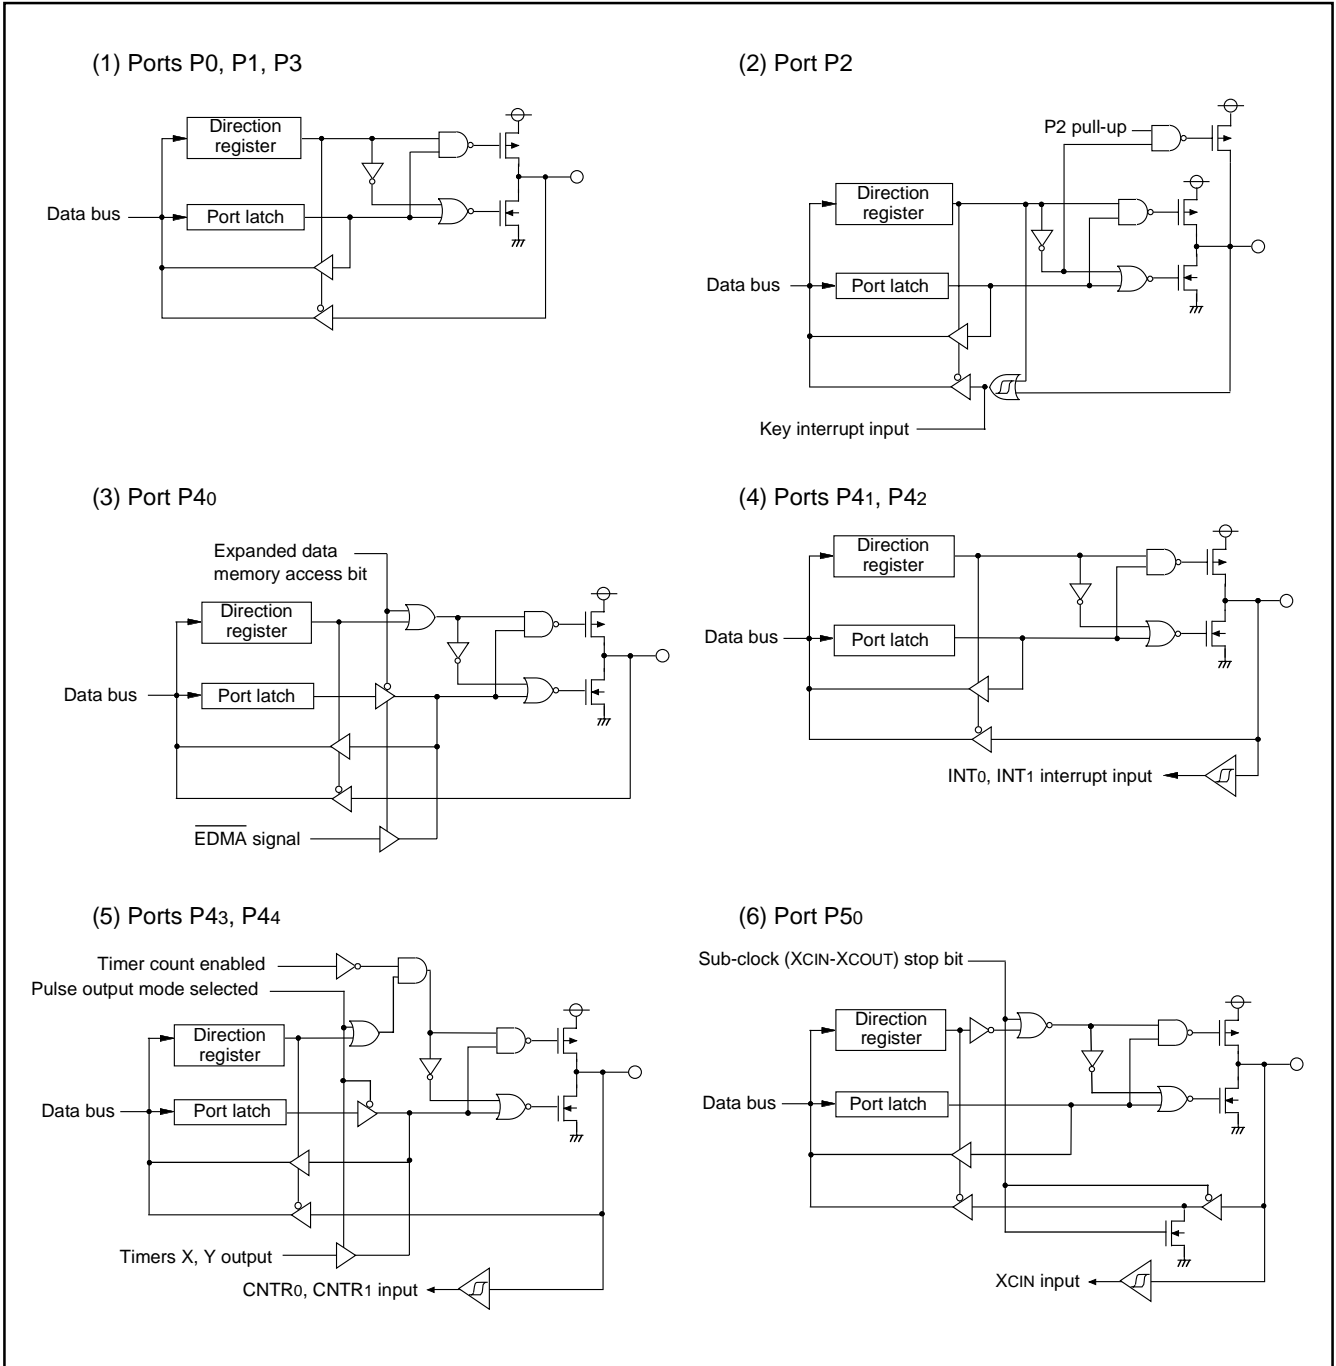 (1) Ports P0, P1, P3
Direction
register
Data bus
Port latch
(2) Port P2
P2 pull-up
Direction
register
Data bus
Port latch
Key interrupt input
(3) Port P40
Expanded data
memory access bit
Direction
register
Data bus
Port latch
EDMA signal
(4) Ports P41, P42
Direction
register
Data bus
Port latch
INT0, INT1 interrupt input
(5) Ports P43, P44
Timer count enabled
Pulse output mode selected
Direction
register
Data bus
Port latch
Timers X, Y output
CNTR0, CNTR1 input
(6) Port P50
Sub-clock (XCIN-XCOUT) stop bit
Direction
register
Data bus
Port latch
XCIN input